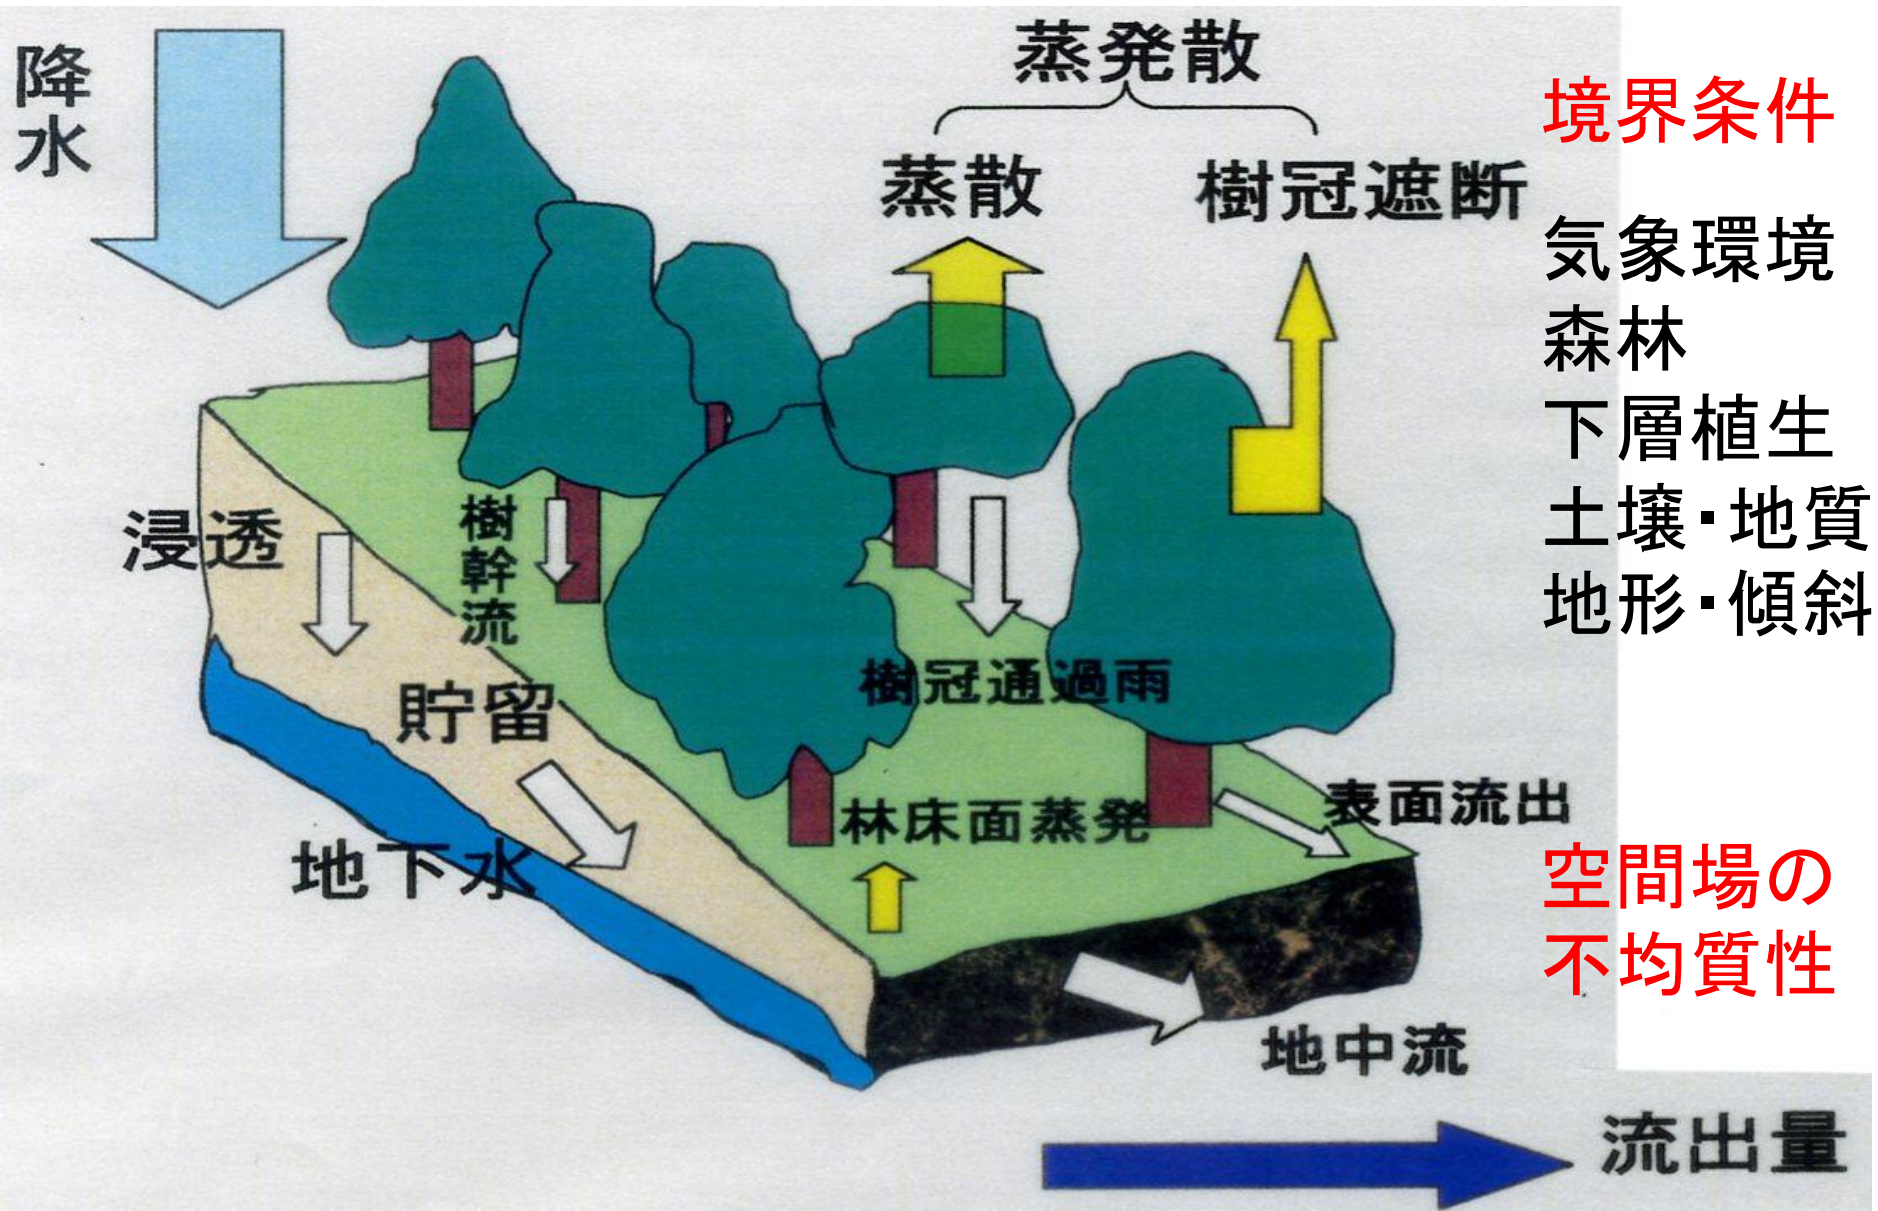 降水
蒸発散
蒸散
樹冠遮断
浸透
樹幹流
貯留
樹冠通過雨
林床面蒸発
表面流出
地下水
地中流
流出量
境界条件
気象環境
森林
下層植生
土壌・地質
地形・傾斜
空間場の
不均質性